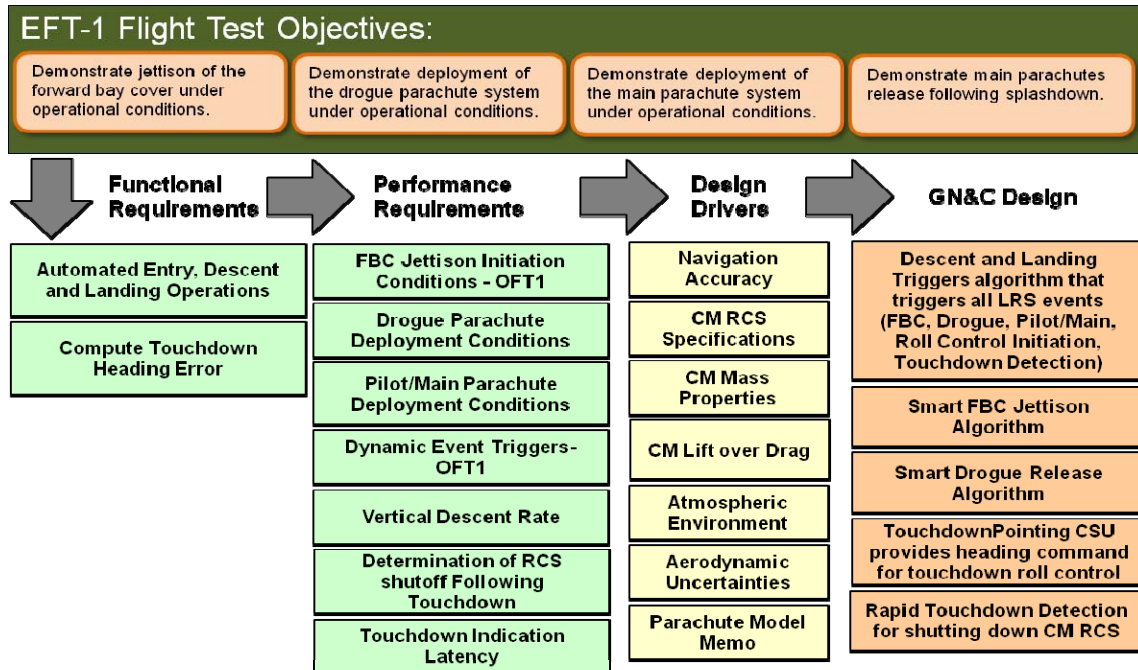 EFT-1 Flight Test Objectives:
Demonstrate jettison of the
forward bay cover under
operational conditions.
Demonstrate deployment of
the drogue parachute system
under operational conditions.
Demonstrate deployment of
the main parachute system
under operational conditions.
Demonstrate main parachutes
release following splashdown.
Functional
Requirements
Performance
Requirements
Design
Drivers
GN&C Design
Automated Entry, Descent
and Landing Operations
Compute Touchdown
Heading Error
FBC Jettison Initiation
Conditions - OFT1
Drogue Parachute
Deployment Conditions
Pilot/Main Parachute
Deployment Conditions
Dynamic Event Triggers-
OFT1
Vertical Descent Rate
Determination of RCS
shutoff Following
Touchdown
Touchdown Indication
Latency
Navigation
Accuracy
CM RCS
Specifications
CM Mass
Properties
CM Lift over Drag
Atmospheric
Environment
Aerodynamic
Uncertainties
Parachute Model
Memo
Descent and Landing
Triggers algorithm that
triggers all LRS events
(FBC, Drogue, Pilot/Main,
Roll Control Initiation,
Touchdown Detection)
Smart FBC Jettison
Algorithm
Smart Drogue Release
Algorithm
TouchdownPointing CSU
provides heading command
for touchdown roll control
Rapid Touchdown Detection
for shutting down CM RCS